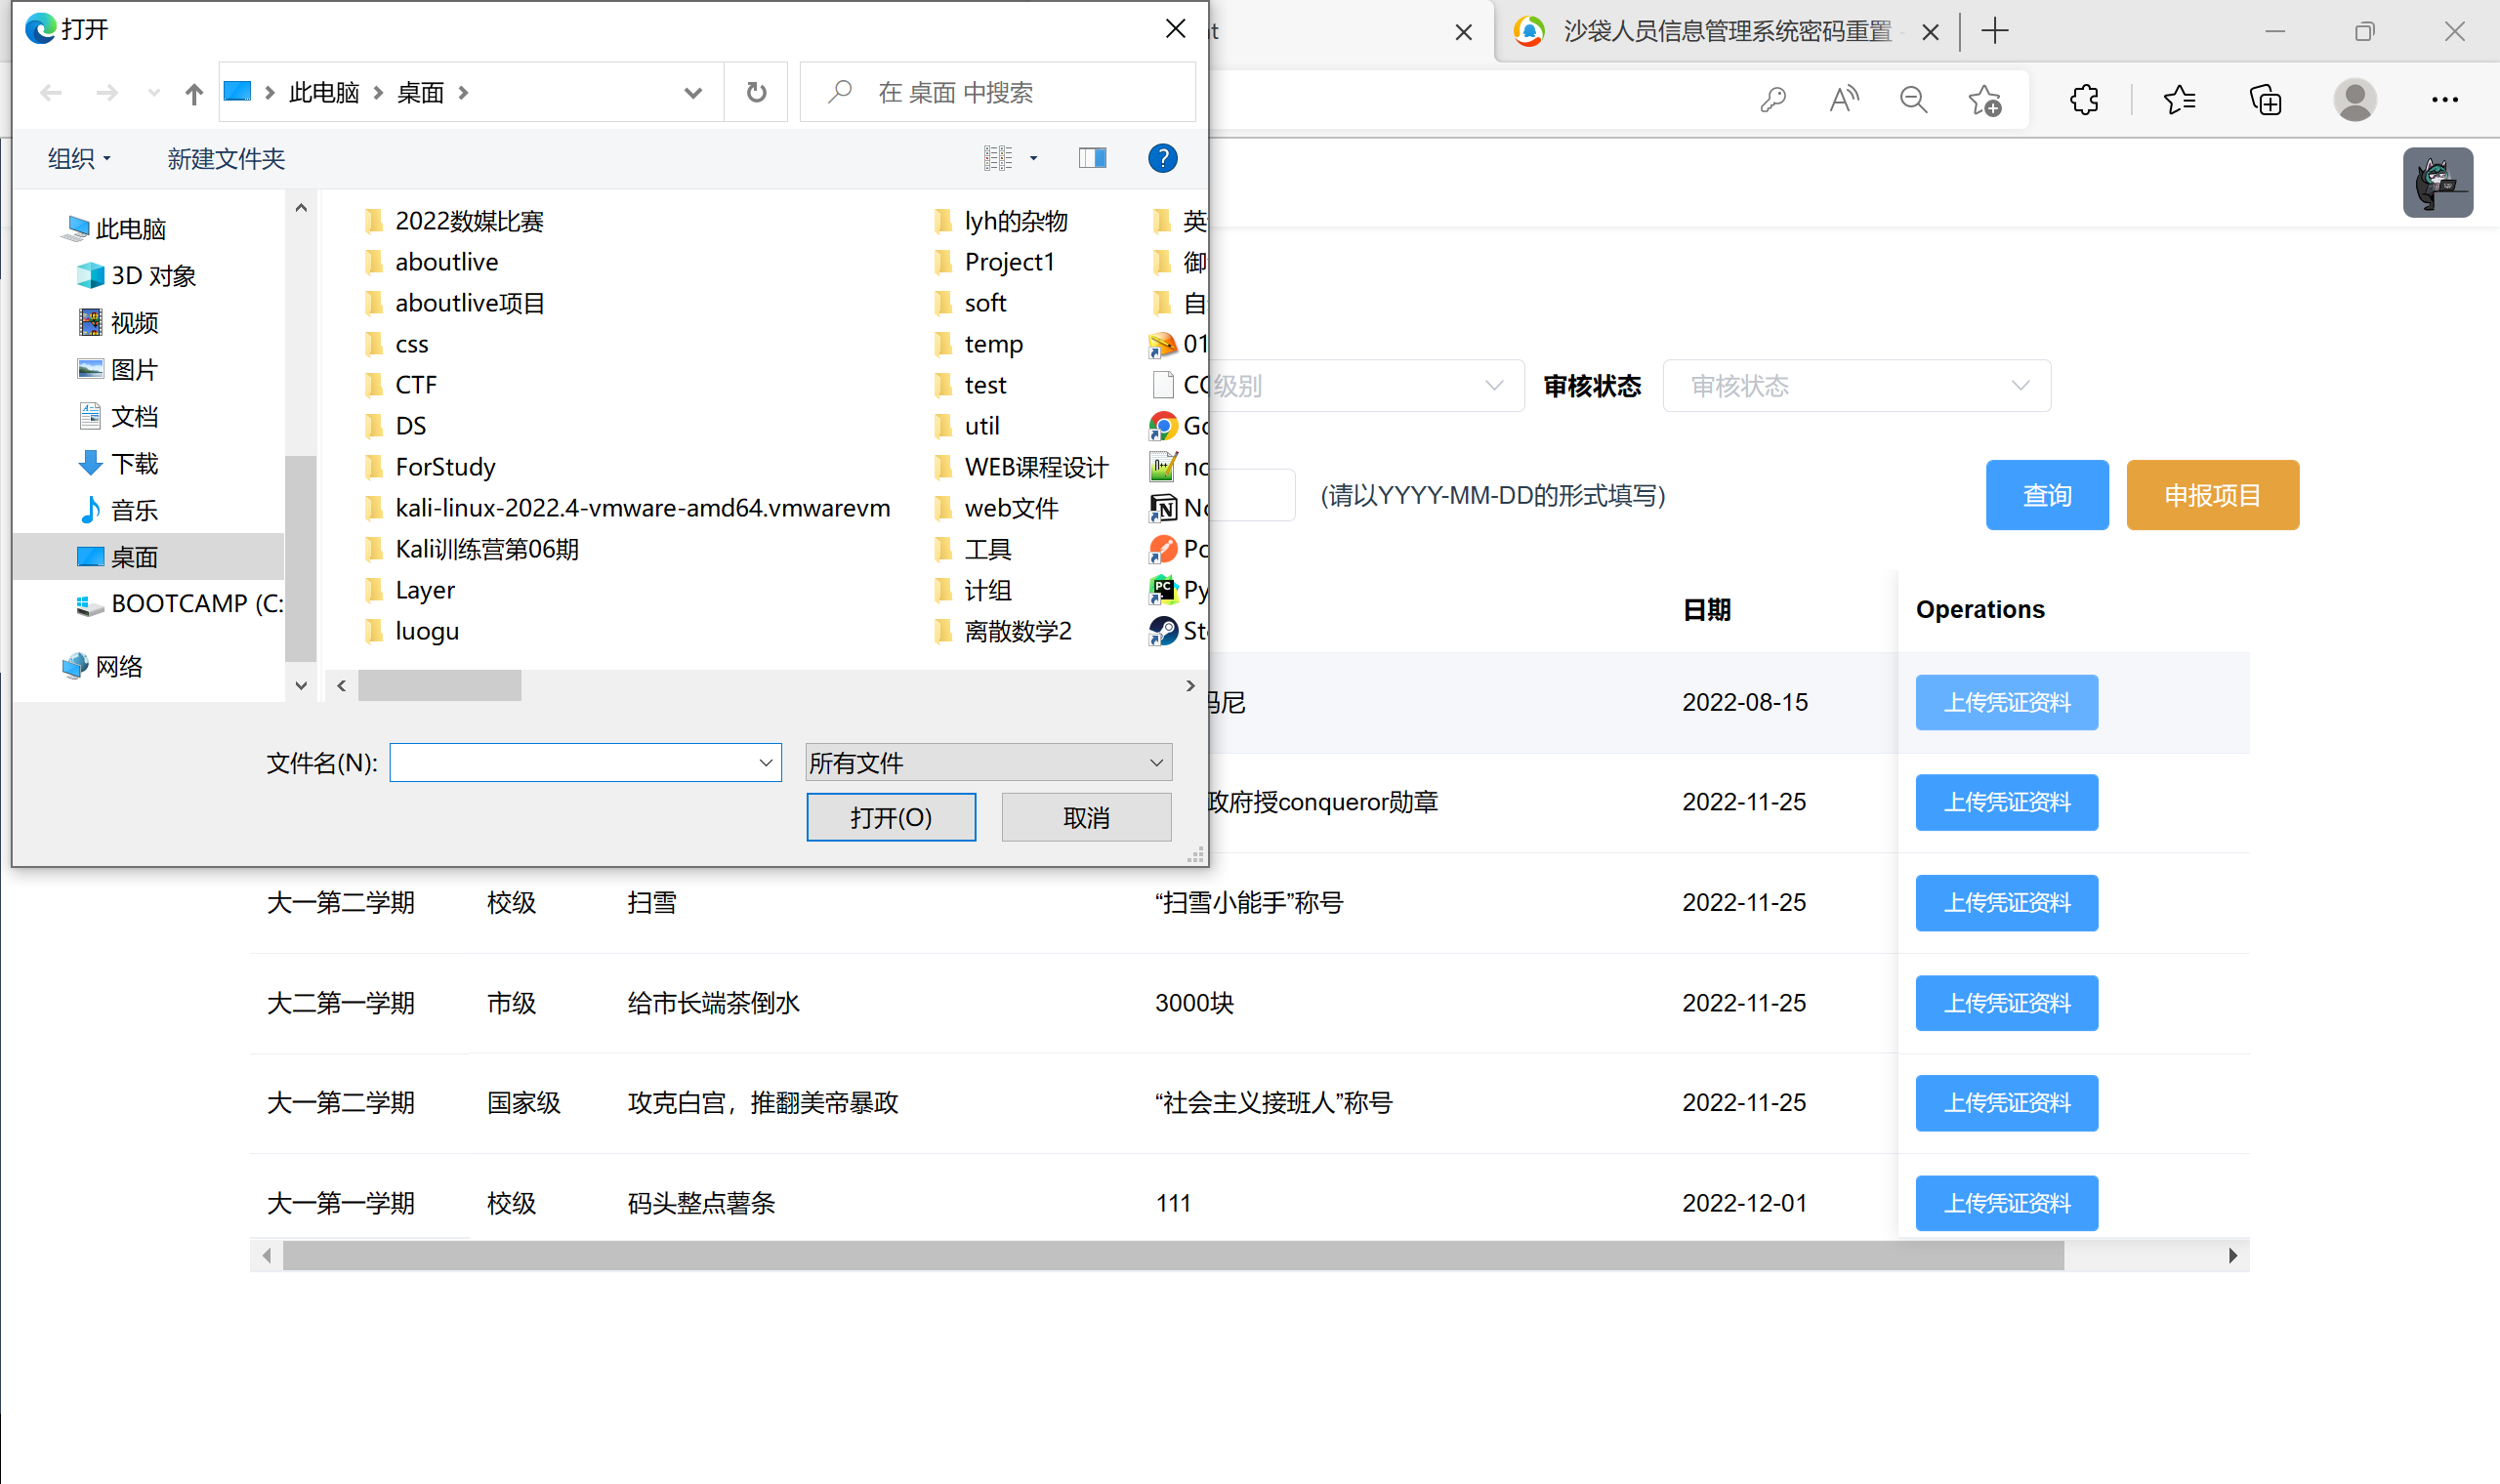 打开
t
沙袋人员信息管理系统密码重置
此电脑
桌面
在 桌面 中搜索
组织
新建文件夹
此电脑
3D 对象
视频
图片
文档
下载
音乐
桌面
BOOTCAMP (C:
网络
2022数媒比赛
aboutlive
aboutlive项目
css
CTF
DS
ForStudy
kali-linux-2022.4-vmware-amd64.vmwarevm
Kali训练营第06期
Layer
luogu
lyh的杂物
Project1
soft
temp
test
util
WEB课程设计
web文件
工具
计组
离散数学2
英
御
自
01
CC
Go
no
No
Po
Py
St
文件名(N):
所有文件
打开(O)
取消
级别
审核状态
审核状态
(请以YYYY-MM-DD的形式填写)
查询
申报项目
日期
Operations
玛尼
2022-08-15
上传凭证资料
政府授conqueror勋章
2022-11-25
上传凭证资料
大一第二学期
校级
扫雪
“扫雪小能手”称号
2022-11-25
上传凭证资料
大二第一学期
市级
给市长端茶倒水
3000块
2022-11-25
上传凭证资料
大一第二学期
国家级
攻克白宫，推翻美帝暴政
“社会主义接班人”称号
2022-11-25
上传凭证资料
大一第一学期
校级
码头整点薯条
111
2022-12-01
上传凭证资料